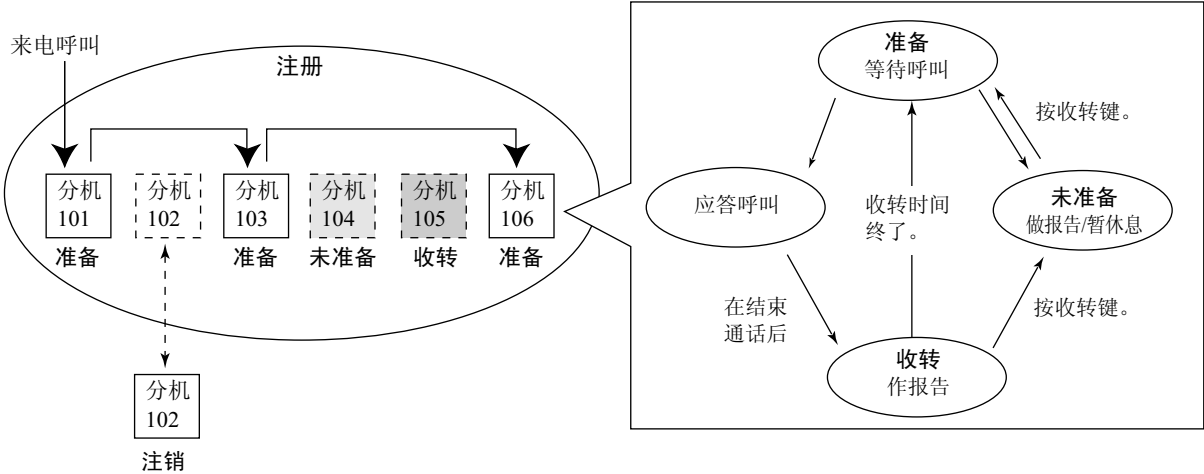 来电呼叫
注册
分机
101
准备
分机
102
分机
103
准备
分机
104
未准备
分机
105
收转
分机
106
准备
分机
102
注销
准备
等待呼叫
按收转键。
应答呼叫
收转时间
终了。
未准备
做报告/暂休息
在结束
通话后
按收转键。
收转
作报告